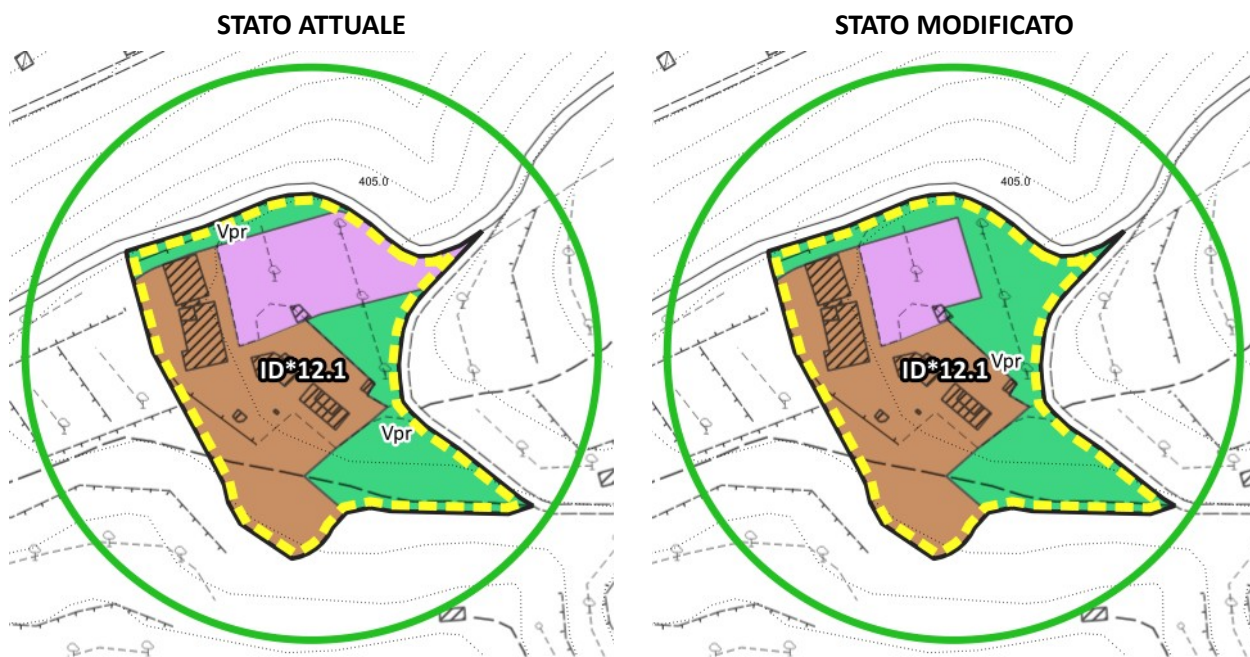 STATO ATTUALE
STATO MODIFICATO
405.0
405.0
Vpr
ID*12.1
Vpr
ID*12.1
Vpr